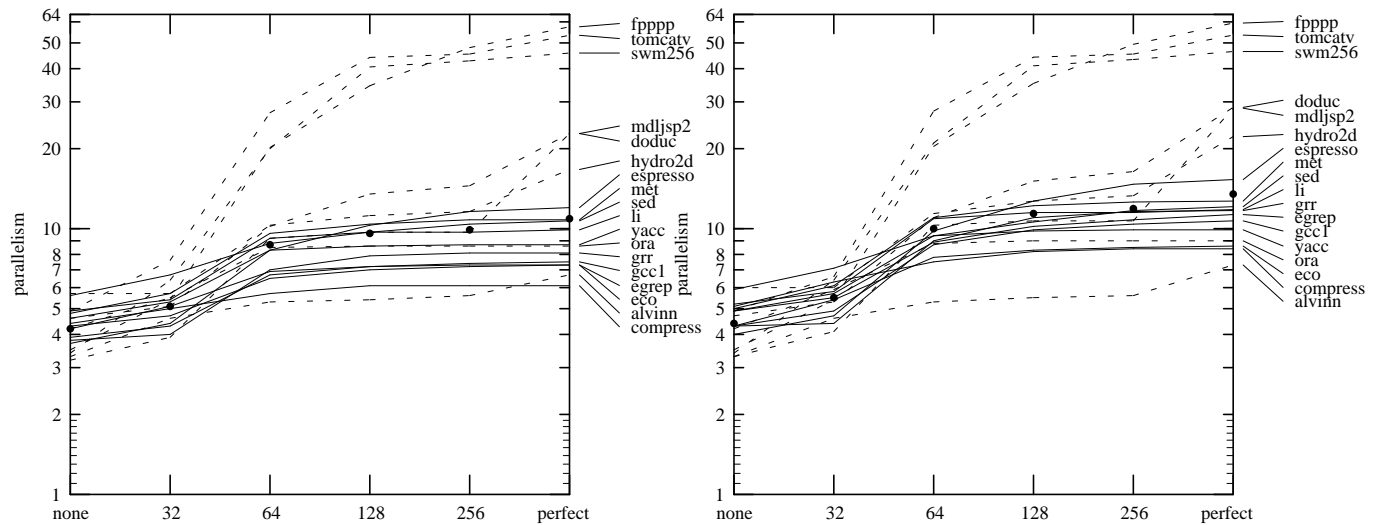 64
50
40
30
20
10
8
7
6
5
4
3
2
1
parallelism
none 32 64 128 256 perfect
fpppp
tomcatv
swm256
mdljsp2
doduc
hydro2d
espresso
met
sed
li
yacc
ora
grr
gcc1
egrep
eco
alvinn
compress
64
50
40
30
20
10
8
7
6
5
4
3
2
1
parallelism
none 32 64 128 256 perfect
fpppp
tomcatv
swm256
doduc
mdljsp2
hydro2d
espresso
met
sed
li
grr
egrep
gcc1
yacc
ora
eco
compress
alvinn